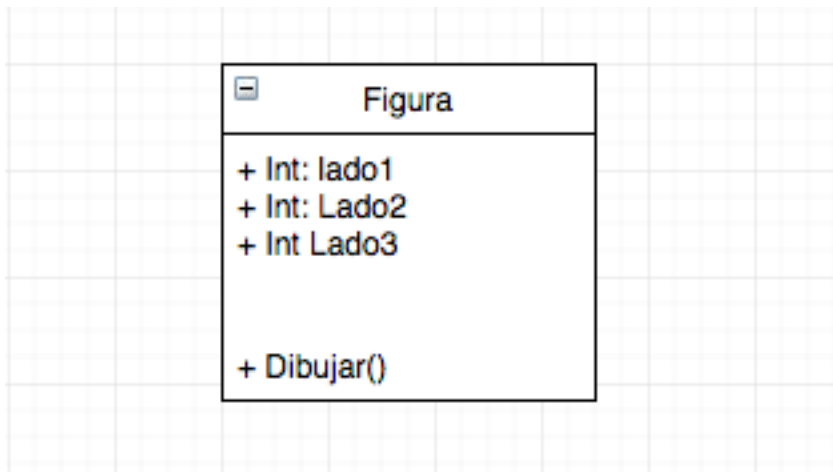 Figura
+ Int: lado1
+ Int: Lado2
+ Int Lado3
+ Dibujar()